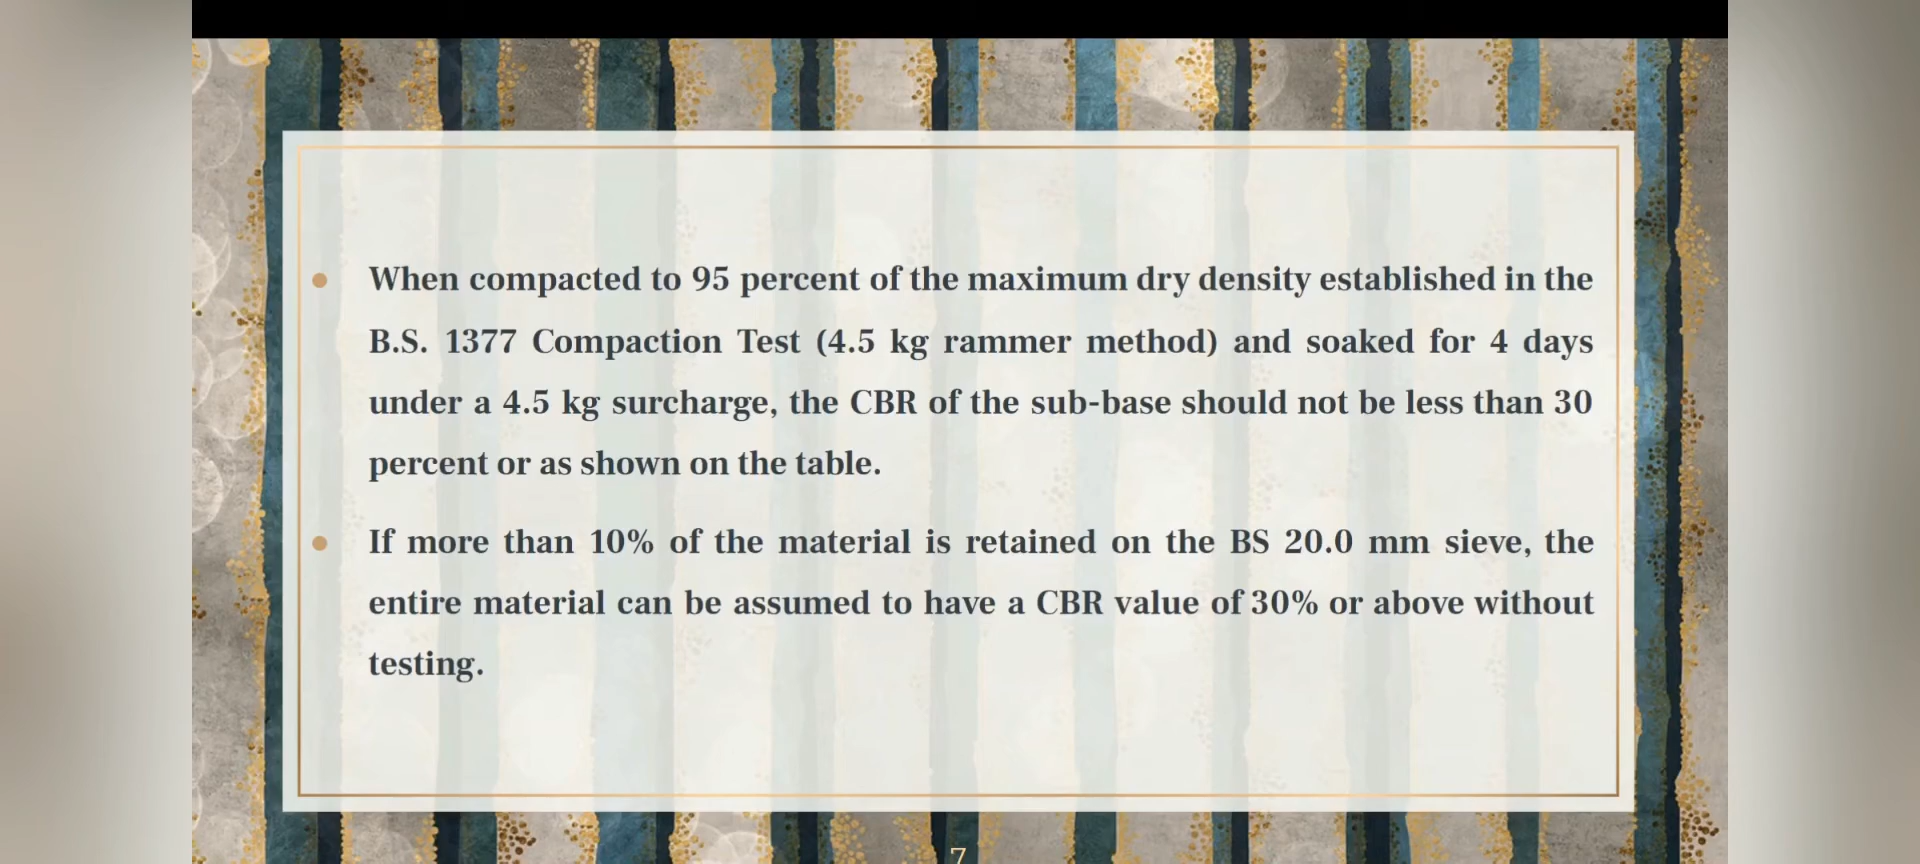 When compacted to 95 percent of the maximum dry density established in the
B.S. 1377 Compaction Test (4.5 kg rammer method) and soaked for 4 days
under a 4.5 kg surcharge, the CBR of the sub-base should not be less than 30
percent or as shown on the table.
If more than 10% of the material is retained on the BS 20.0 mm sieve, the
entire material can be assumed to have a CBR value of 30% or above without
testing.
7